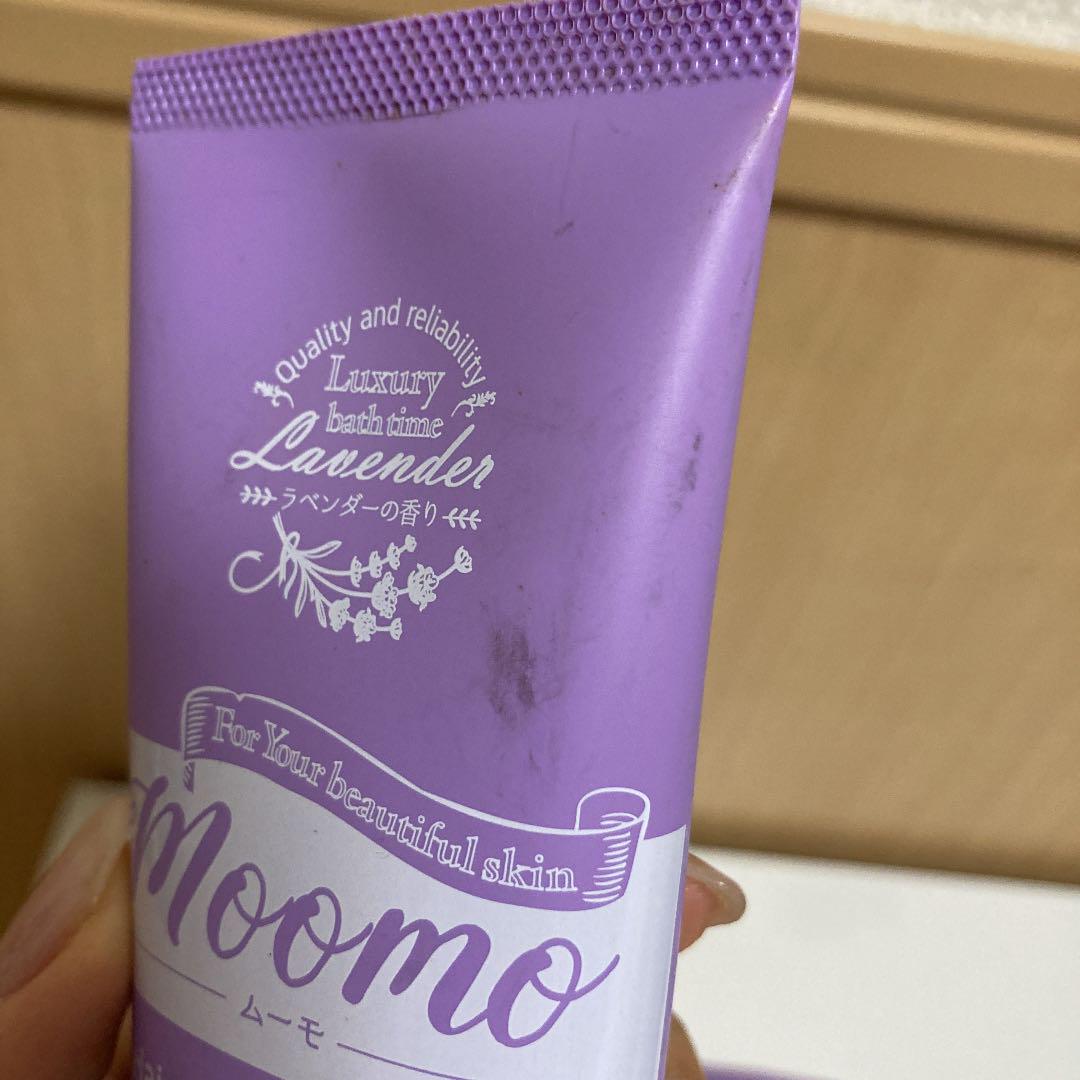 Quality and reliability
Luxury
bath time
Lavender
ラベンダーの香り
For Your beautiful skin
Moomo
ムーモ